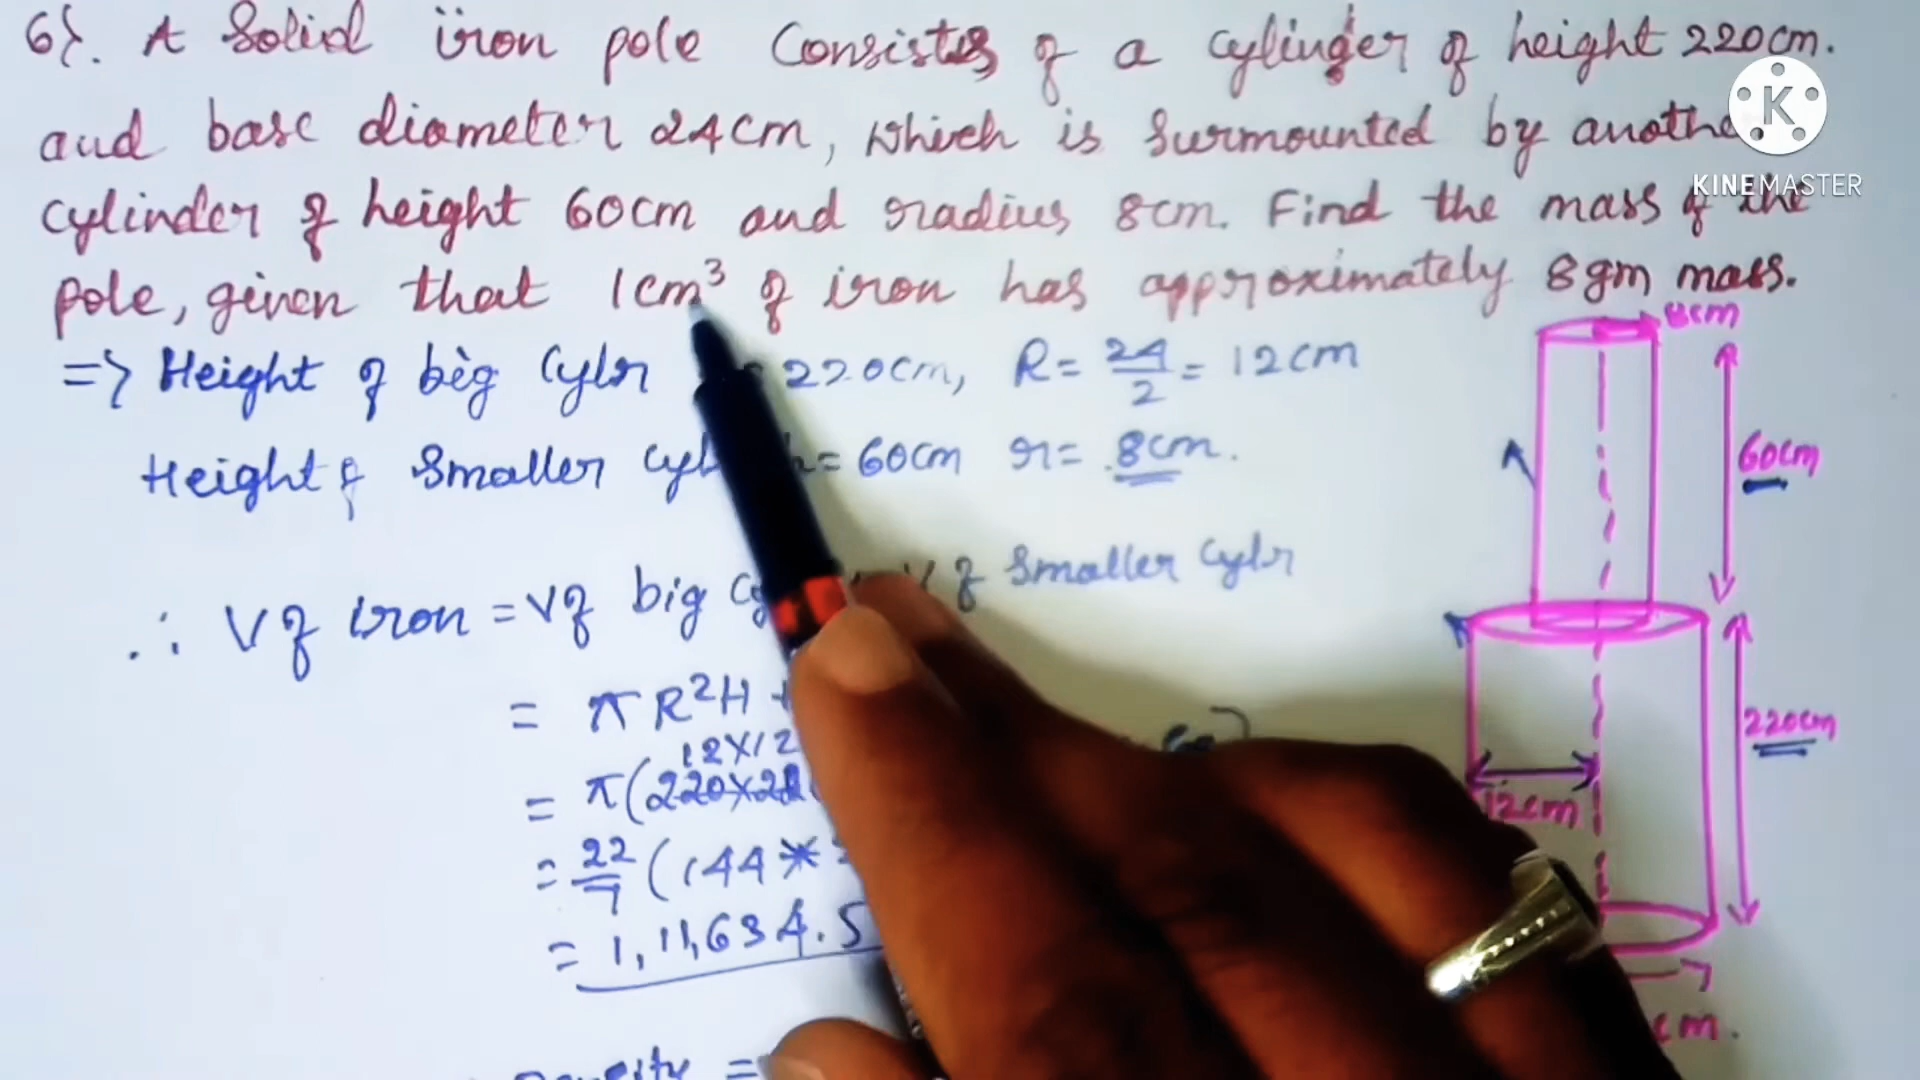 6}. A Solid iron pole Consists of a cylinder of height 220cm.
and base diameter 24cm, which is surmounted by another
cylinder of height 60cm and radius 8cm. Find the mass of the
pole, given that 1cm³ of iron has approximately 8gm mass.
K
KINEMASTER
=> Height of big Cylr = 220cm, R = 24/2 = 12cm
Height of Smaller Cyl h = 60cm r = 8cm.
∴ V of iron = V of big Cy V of Smaller Cylr
= π R²H +
12×12
= π(220×22
= 22/7 (144*
= 1,11,634.5
=
8cm
60cm
220cm
12cm
cm.